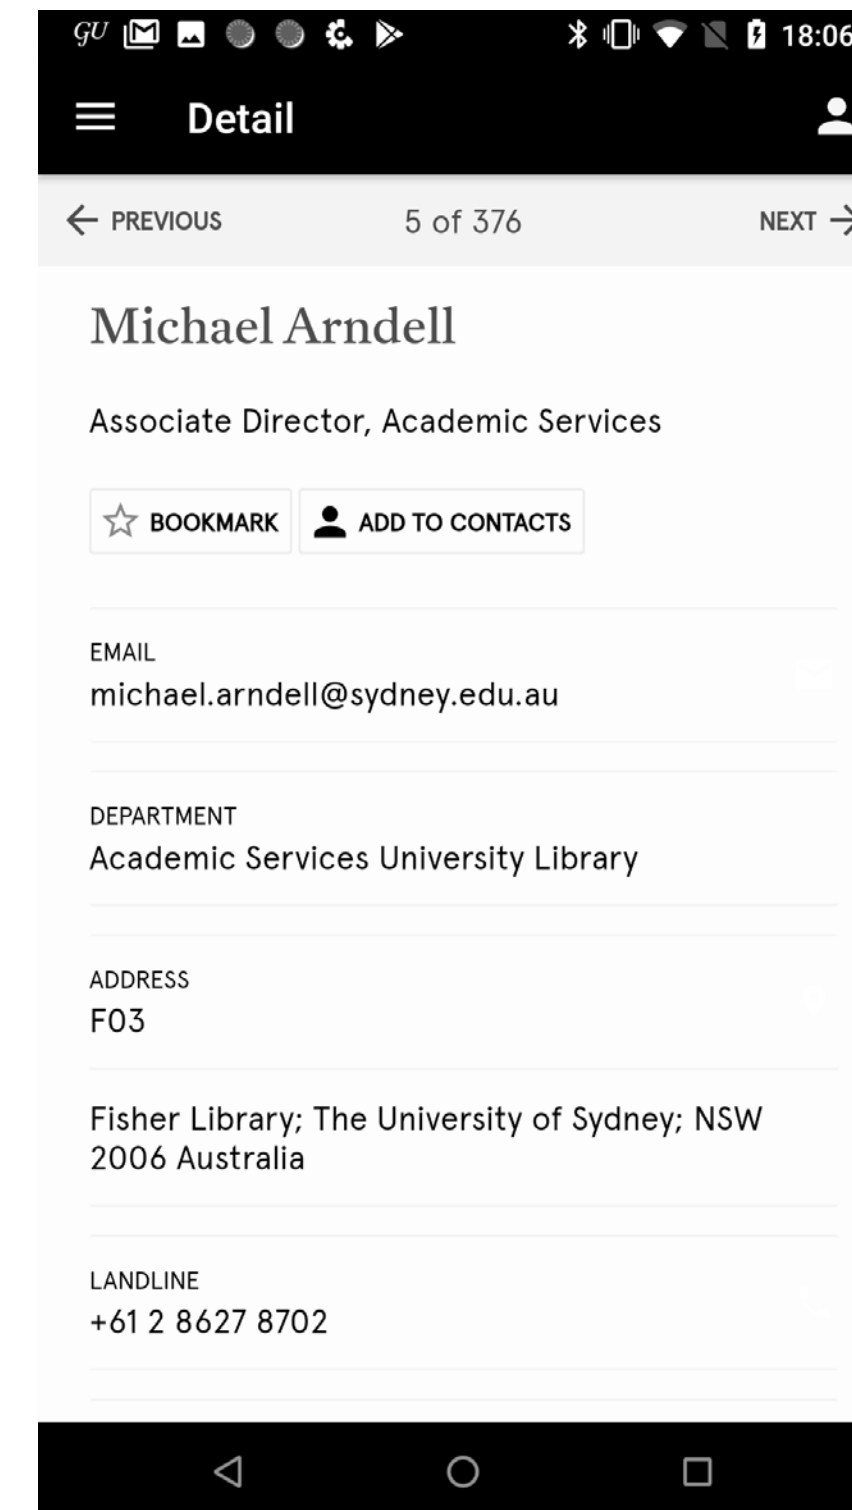 GU 18:06
Detail
PREVIOUS 5 of 376 NEXT
Michael Arndell
Associate Director, Academic Services
BOOKMARK ADD TO CONTACTS
EMAIL
michael.arndell@sydney.edu.au
DEPARTMENT
Academic Services University Library
ADDRESS
F03
Fisher Library; The University of Sydney; NSW
2006 Australia
LANDLINE
+61 2 8627 8702